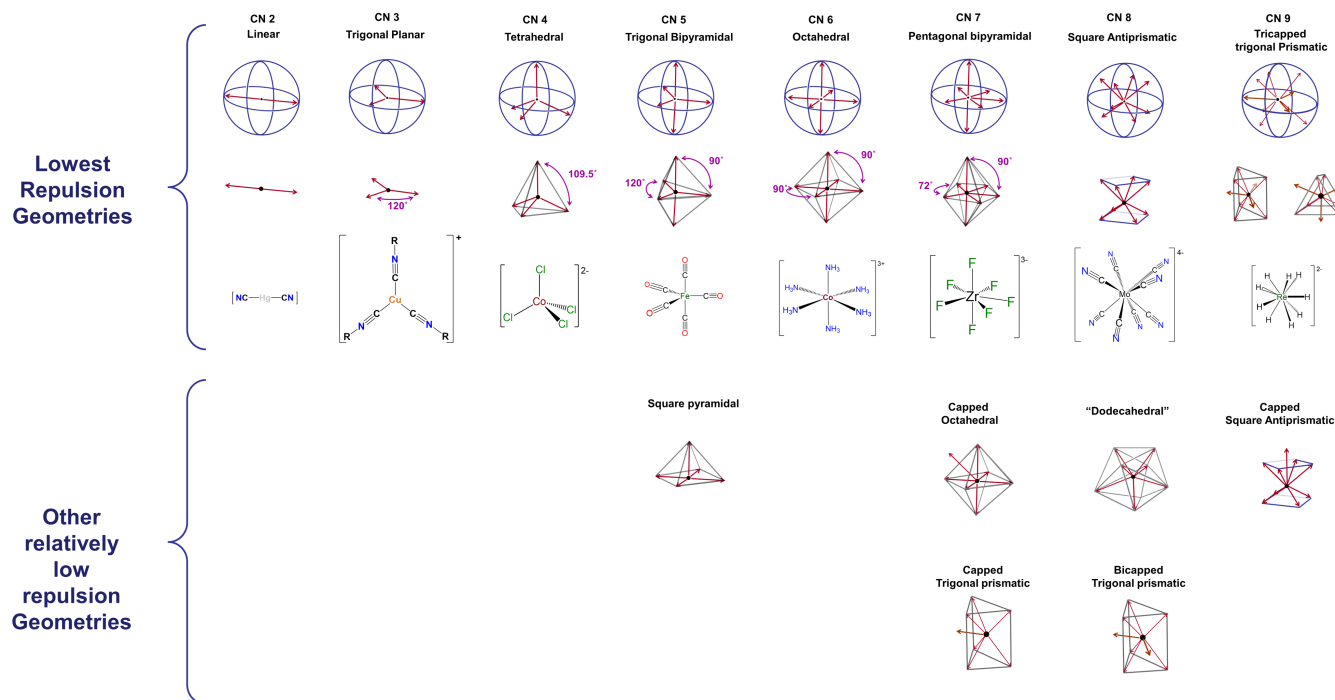 CN 2
Linear
CN 3
Trigonal Planar
CN 4
Tetrahedral
CN 5
Trigonal Bipyramidal
CN 6
Octahedral
CN 7
Pentagonal bipyramidal
CN 8
Square Antiprismatic
CN 9
Tricapped
trigonal Prismatic
Lowest
Repulsion
Geometries
120°
109.5°
90°
120°
90°
90°
90°
72°
[NC Hg CN]
R
N
C
Cu
C N R
C N R
+
Cl
Co
Cl
Cl
Cl
2-
O
C
O C
Fe
C O
O C
C
O
NH3
H3N
NH3
Co
H3N
NH3
NH3
3+
F
F
F
Zr
F
F
F
F
3-
N C
C N
N C
C N
C N
Mo
N C
C N
C N
C N
4-
H
H
H
H
Re
H
H
H
H
H
2-
Square pyramidal
Capped
Octahedral
“Dodecahedral”
Capped
Square Antiprismatic
Other
relatively
low
repulsion
Geometries
Capped
Trigonal prismatic
Bicapped
Trigonal prismatic